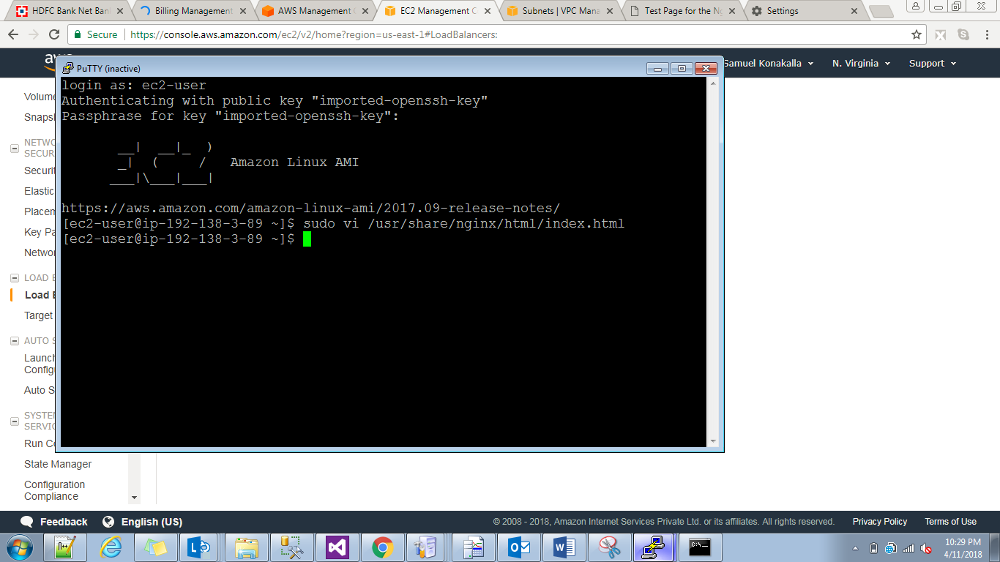 HDFC Bank Net Ban
Billing Management
AWS Management
EC2 Management C
Subnets | VPC Mana
Test Page for the Ng
Settings
Secure
https://console.aws.amazon.com/ec2/v2/home?region=us-east-1#LoadBalancers:
aws
Samuel Konakalla
N. Virginia
Support
PuTTY (inactive)
login as: ec2-user
Authenticating with public key "imported-openssh-key"
Passphrase for key "imported-openssh-key":
__|  __|_  )
_|  (     /   Amazon Linux AMI
___|\___|___|
https://aws.amazon.com/amazon-linux-ami/2017.09-release-notes/
[ec2-user@ip-192-138-3-89 ~]$ sudo vi /usr/share/nginx/html/index.html
[ec2-user@ip-192-138-3-89 ~]$
Volume
Snaps
NETWO
SECUR
Securit
Elastic
Placem
Key Pa
Networ
LOAD B
Load B
Target
AUTO S
Launch
Configu
Auto S
SYSTEM
SERVIC
Run Co
State Manager
Configuration
Compliance
Feedback
English (US)
© 2008 - 2018, Amazon Internet Services Private Ltd. or its affiliates. All rights reserved.
Privacy Policy
Terms of Use
10:29 PM
4/11/2018